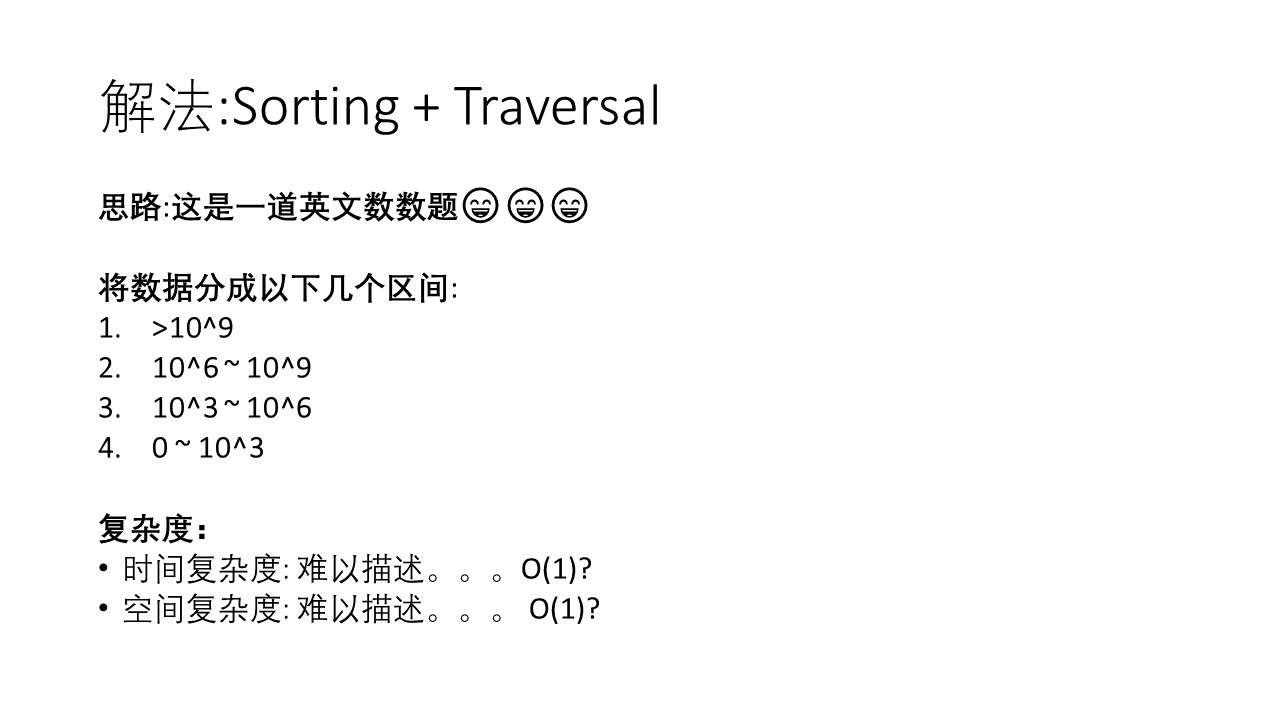 解法:Sorting + Traversal
思路:这是一道英文数数题😄😄😄
将数据分成以下几个区间:
1. >10^9
2. 10^6 ~ 10^9
3. 10^3 ~ 10^6
4. 0 ~ 10^3
复杂度：
• 时间复杂度: 难以描述。。。O(1)?
• 空间复杂度: 难以描述。。。 O(1)?